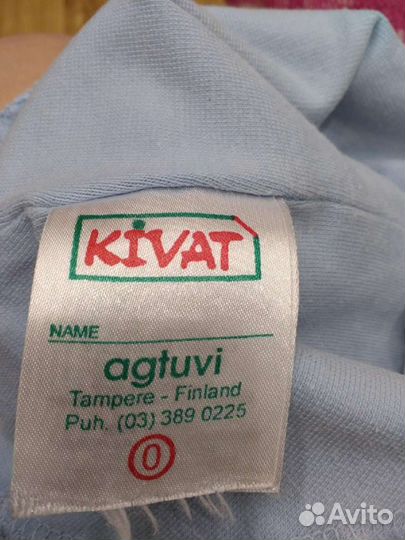 KiVAT
NAME
agtuvi
Tampere - Finland
Puh. (03) 389 0225
0
Avito